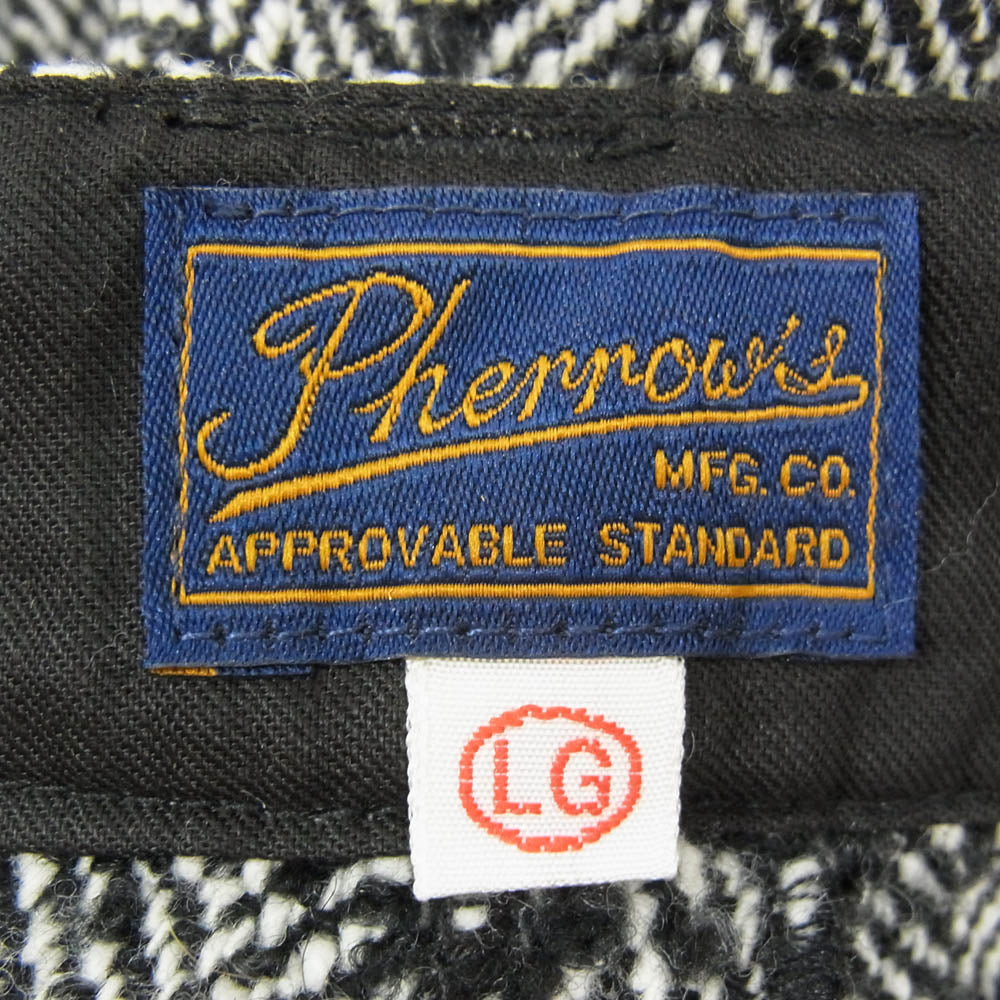 Pherrow's
MFG. CO.
APPROVABLE STANDARD
LG